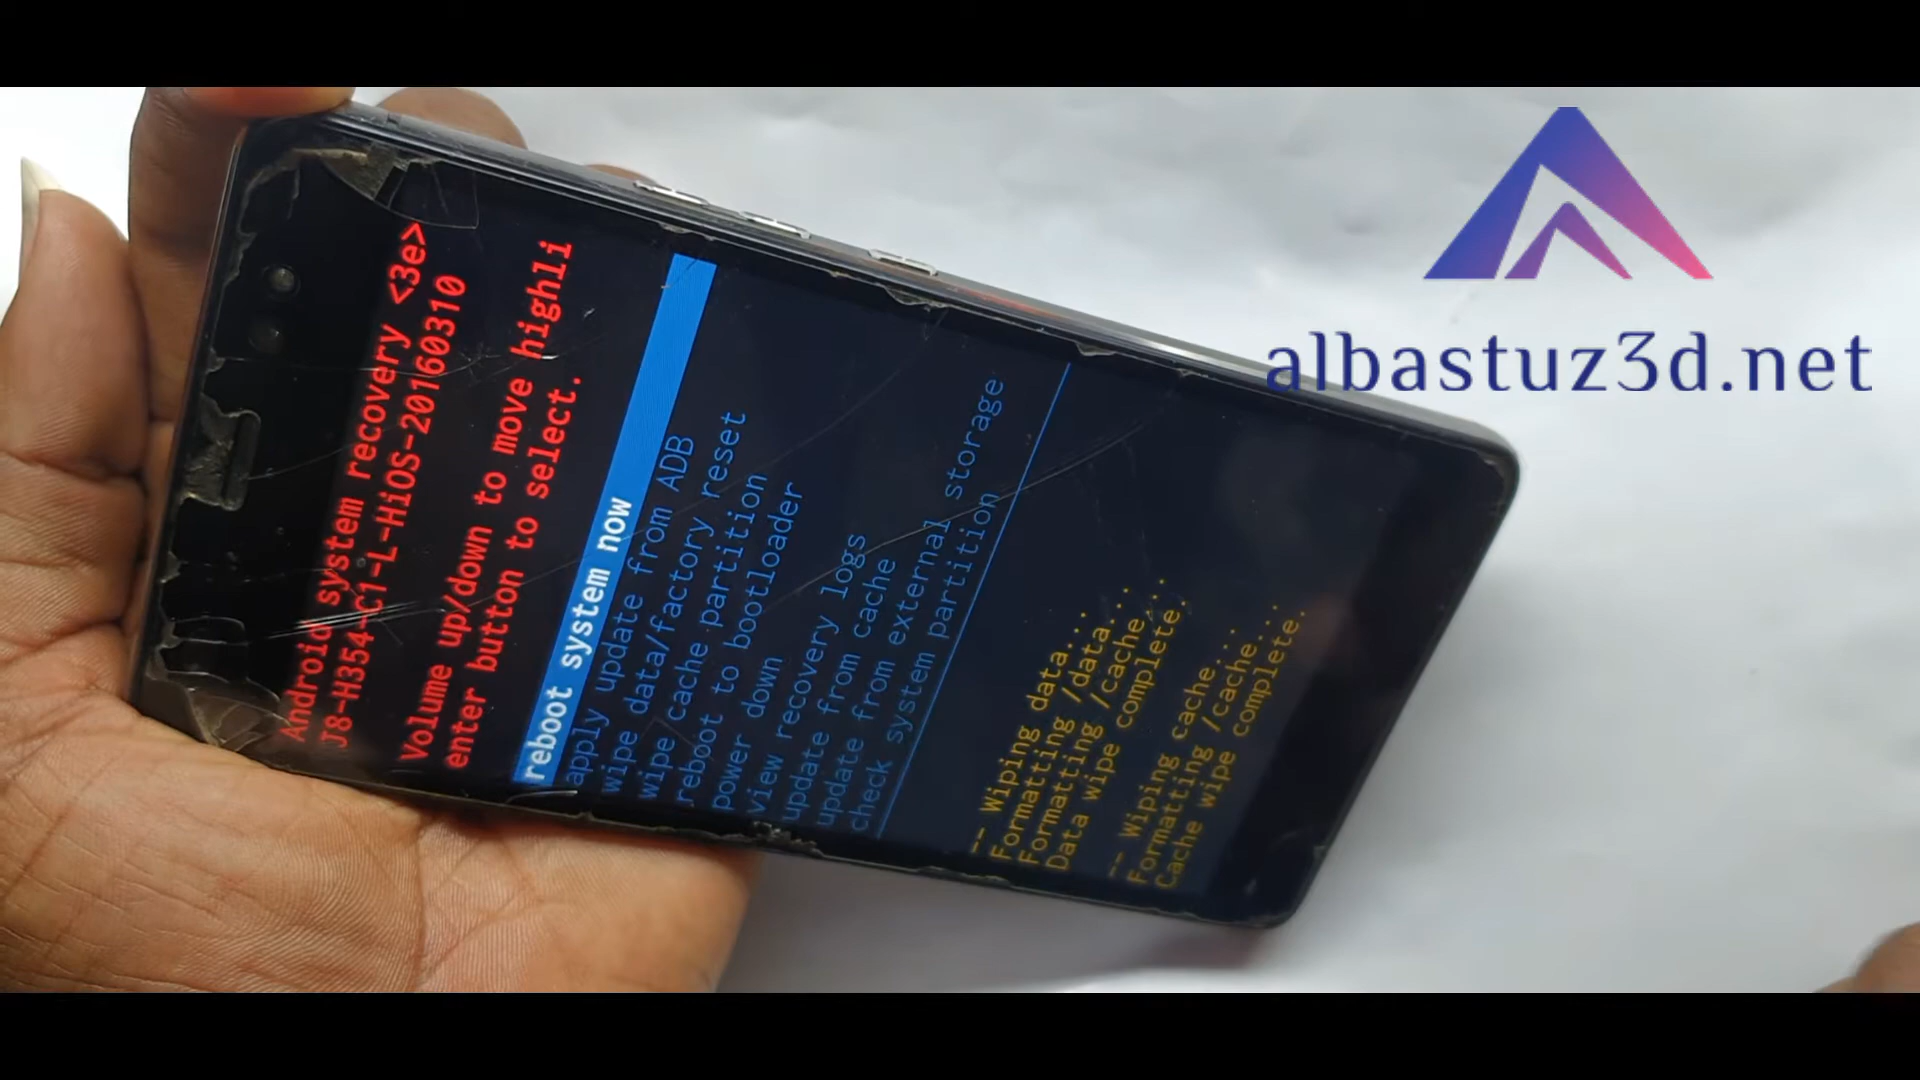 Android system recovery <3e>
J8-H354-C1-L-HiOS-20160310
Volume up/down to move highli
enter button to select.
reboot system now
apply update from ADB
wipe data/factory reset
wipe cache partition
reboot to bootloader
power down
view recovery logs
update from cache
update from external storage
check system partition
-- Wiping data...
Formatting /data...
Formatting /cache...
Data wipe complete.
-- Wiping cache...
Formatting /cache...
Cache wipe complete.
albastuz3d.net